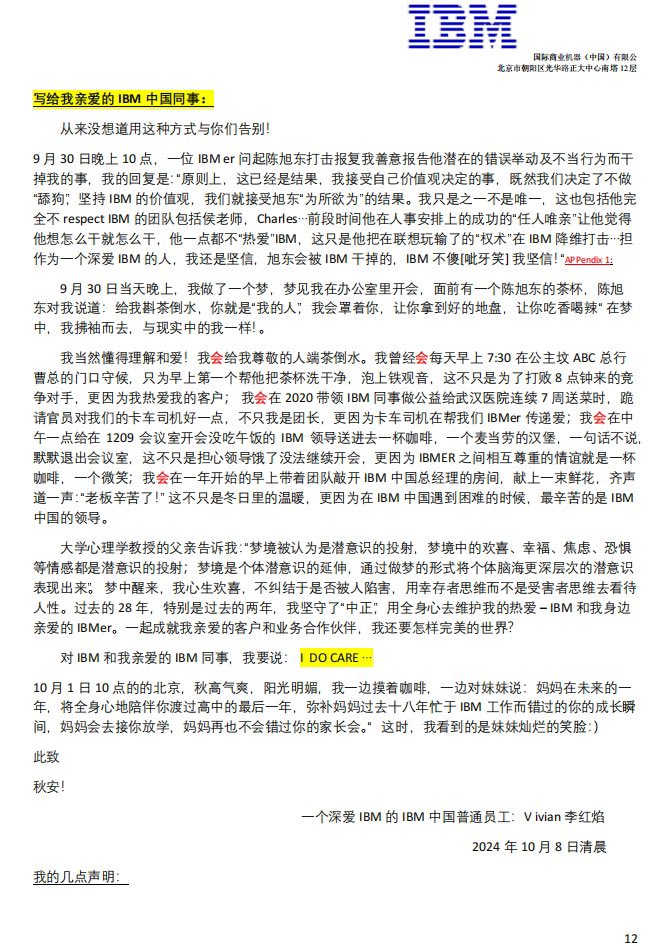 IBM
国际商业机器（中国）有限公
北京市朝阳区光华路正大中心南塔 12 层
写给我亲爱的 IBM 中国同事：
从来没想道用这种方式与你们告别！
9 月 30 日晚上 10 点，一位 IBMer 问起陈旭东打击报复我善意报告他潜在的错误举动及不当行为而干
掉我的事，我的回复是：“原则上，这已经是结果，我接受自己价值观决定的事，既然我们决定了不做
“舔狗”，坚持 IBM 的价值观，我们就接受旭东“为所欲为”的结果。我只是之一不是唯一，这也包括他完
全不 respect IBM 的团队包括侯老师，Charles…前段时间他在人事安排上的成功的“任人唯亲”让他觉得
他想怎么干就怎么干，他一点都不“热爱”IBM，这只是他把在联想玩输了的“权术”在 IBM 降维打击…担
作为一个深爱 IBM 的人，我还是坚信，旭东会被 IBM 干掉的，IBM 不傻[呲牙笑] 我坚信！“APPendix 1:
9 月 30 日当天晚上，我做了一个梦，梦见我在办公室里开会，面前有一个陈旭东的茶杯，陈旭
东对我说道：给我斟茶倒水，你就是“我的人”，我会罩着你，让你拿到好的地盘，让你吃香喝辣“ 在梦
中，我拂袖而去，与现实中的我一样！。
我当然懂得理解和爱！我会给我尊敬的人端茶倒水。我曾经会每天早上 7:30 在公主坟 ABC 总行
曹总的门口守候，只为早上第一个帮他把茶杯洗干净，泡上铁观音，这不只是为了打败 8 点钟来的竞
争对手，更因为我热爱我的客户； 我会在 2020 带领 IBM 同事做公益给武汉医院连续 7 周送菜时，跪
请官员对我们的卡车司机好一点，不只我是团长，更因为卡车司机在帮我们 IBMer 传递爱；我会在中
午一点给在 1209 会议室开会没吃午饭的 IBM 领导送进去一杯咖啡，一个麦当劳的汉堡，一句话不说，
默默退出会议室，这不只是担心领导饿了没法继续开会，更因为 IBMER 之间相互尊重的情谊就是一杯
咖啡，一个微笑；我会在一年开始的早上带着团队敲开 IBM 中国总经理的房间，献上一束鲜花，齐声
道一声：“老板辛苦了！” 这不只是冬日里的温暖，更因为在 IBM 中国遇到困难的时候，最辛苦的是 IBM
中国的领导。
大学心理学教授的父亲告诉我：“梦境被认为是潜意识的投射，梦境中的欢喜、幸福、焦虑、恐惧
等情感都是潜意识的投射；梦境是个体潜意识的延伸，通过做梦的形式将个体脑海更深层次的潜意识
表现出来”。 梦中醒来，我心生欢喜，不纠结于是否被人陷害，用幸存者思维而不是受害者思维去看待
人性。过去的 28 年，特别是过去的两年，我坚守了“中正”，用全身心去维护我的热爱 – IBM 和我身边
亲爱的 IBMer。一起成就我亲爱的客户和业务合作伙伴，我还要怎样完美的世界？
对 IBM 和我亲爱的 IBM 同事，我要说： I DO CARE …
10 月 1 日 10 点的的北京，秋高气爽，阳光明媚，我一边摸着咖啡，一边对妹妹说：妈妈在未来的一
年，将全身心地陪伴你渡过高中的最后一年，弥补妈妈过去十八年忙于 IBM 工作而错过的你的成长瞬
间，妈妈会去接你放学，妈妈再也不会错过你的家长会。“ 这时，我看到的是妹妹灿烂的笑脸：）
此致
秋安！
一个深爱 IBM 的 IBM 中国普通员工：Vivian 李红焰
2024 年 10 月 8 日清晨
我的几点声明：
12